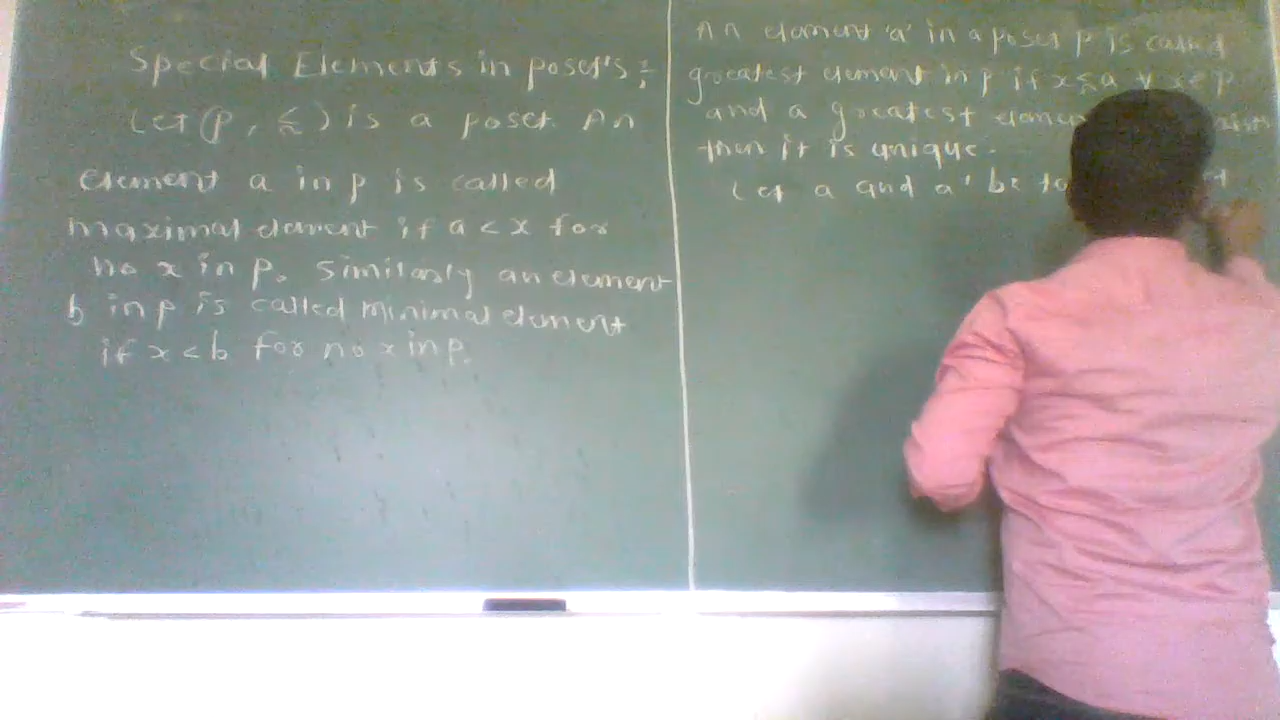 Special Elements in poset's :-
Let (P, ≤) is a poset. An
element a in p is called
maximal element if a < x for
no x in p. Similarly an element
b in p is called minimal element
if x < b for no x in p.
An element 'a' in a poset p is called
greatest element in p if x ≤ a ∀ x ∈ p
and a greatest
then it is unique.
Let a and a' be